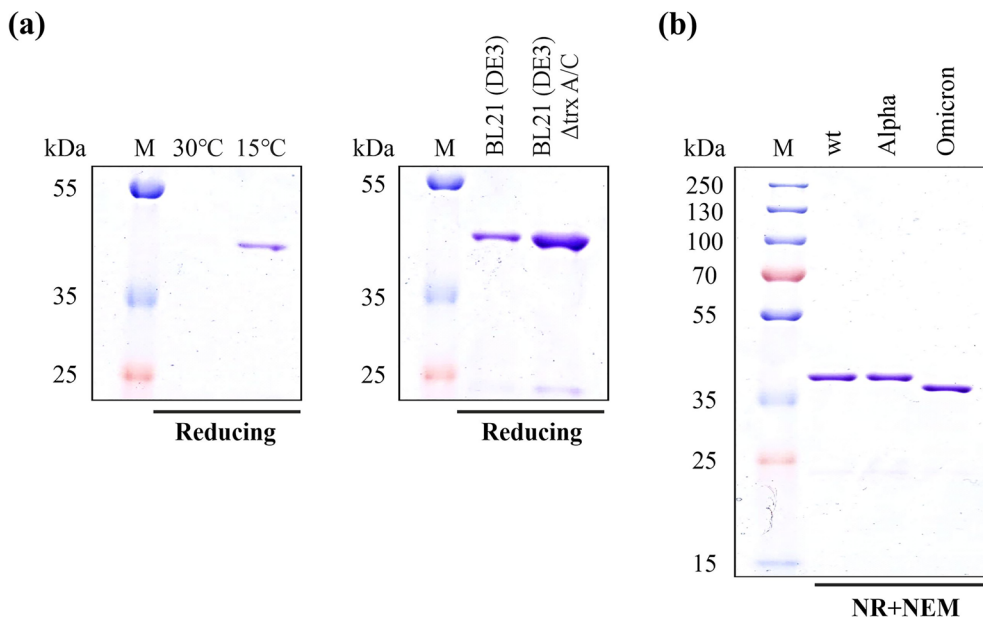 (a)
kDa
M
30°C
15°C
55
35
25
Reducing
kDa
M
BL21 (DE3)
BL21 (DE3)
Δtrx A/C
55
35
25
Reducing
(b)
kDa
M
wt
Alpha
Omicron
250
130
100
70
55
35
25
15
NR+NEM